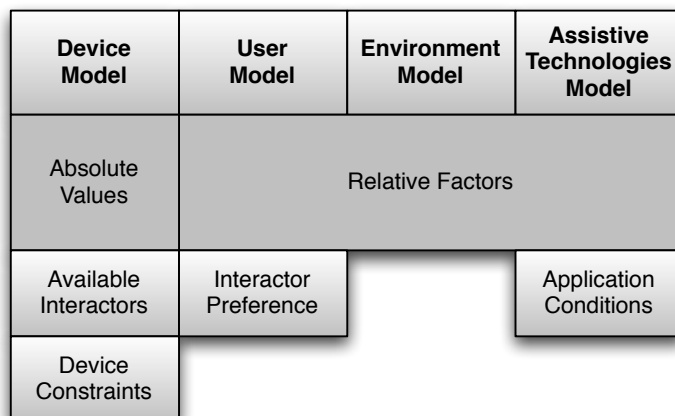 Device
Model
User
Model
Environment
Model
Assistive
Technologies
Model
Absolute
Values
Relative Factors
Available
Interactors
Interactor
Preference
Application
Conditions
Device
Constraints